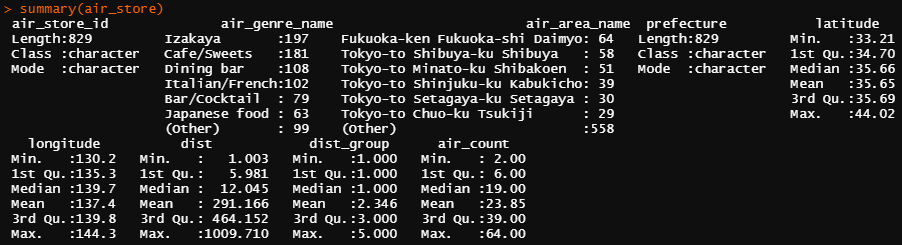 > summary(air_store)
air_store_id air_genre_name air_area_name prefecture latitude
Length:829 Izakaya :197 Fukuoka-ken Fukuoka-shi Daimyo: 64 Length:829 Min. :33.21
Class :character Cafe/Sweets :181 Tokyo-to Shibuya-ku Shibuya : 58 Class :character 1st Qu.:34.70
Mode :character Dining bar :108 Tokyo-to Minato-ku Shibakoen : 51 Mode :character Median :35.66
Italian/French:102 Tokyo-to Shinjuku-ku Kabukicho: 39 Mean :35.65
Bar/Cocktail : 79 Tokyo-to Setagaya-ku Setagaya : 30 3rd Qu.:35.69
Japanese food : 63 Tokyo-to Chuo-ku Tsukiji : 29 Max. :44.02
(Other) : 99 (Other) :558
longitude dist dist_group air_count
Min. :130.2 Min. : 1.003 Min. :1.000 Min. : 2.00
1st Qu.:135.3 1st Qu.: 5.981 1st Qu.:1.000 1st Qu.: 6.00
Median :139.7 Median : 12.045 Median :1.000 Median :19.00
Mean :137.4 Mean : 291.166 Mean :2.346 Mean :23.85
3rd Qu.:139.8 3rd Qu.: 464.152 3rd Qu.:3.000 3rd Qu.:39.00
Max. :144.3 Max. :1009.710 Max. :5.000 Max. :64.00